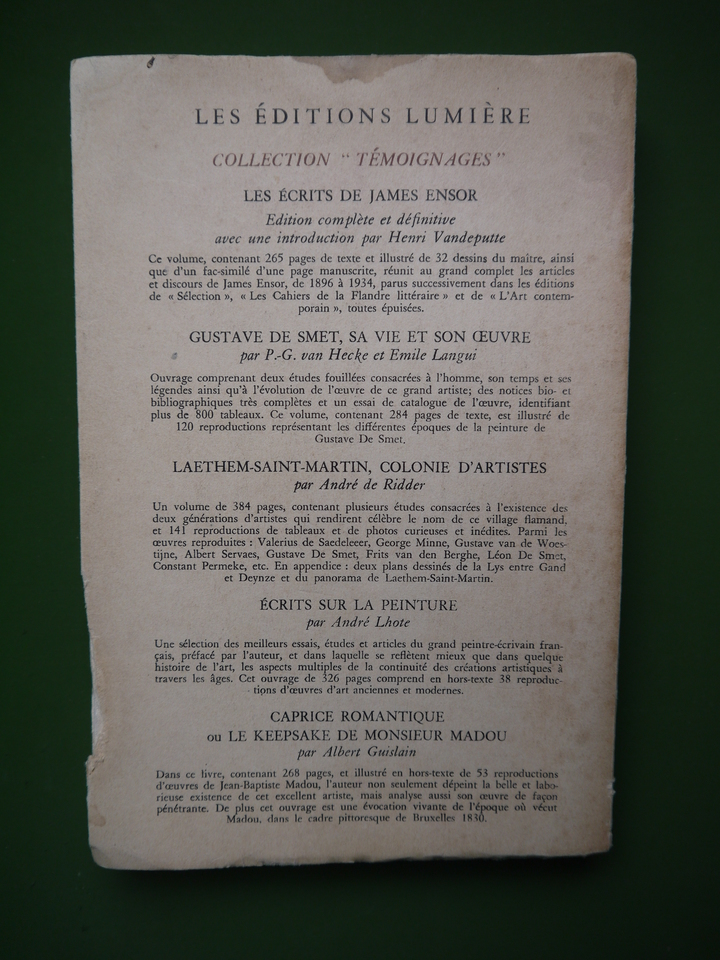 LES ÉDITIONS LUMIÈRE
COLLECTION “ TÉMOIGNAGES ”
LES ÉCRITS DE JAMES ENSOR
Edition complète et définitive
avec une introduction par Henri Vandeputte
Ce volume, contenant 265 pages de texte et illustré de 32 dessins du maître, ainsi
que d’un fac-similé d’une page manuscrite, réunit au grand complet les articles
et discours de James Ensor, de 1896 à 1934, parus successivement dans les éditions
de « Sélection », « Les Cahiers de la Flandre littéraire » et de « L’Art contem-
porain », toutes épuisées.
GUSTAVE DE SMET, SA VIE ET SON ŒUVRE
par P.-G. van Hecke et Emile Langui
Ouvrage comprenant deux études fouillées consacrées à l’homme, son temps et ses
légendes ainsi qu’à l’évolution de l’œuvre de ce grand artiste; des notices bio- et
bibliographiques très complètes et un essai de catalogue de l’œuvre, identifiant
plus de 800 tableaux. Ce volume, contenant 284 pages de texte, est illustré de
120 reproductions représentant les différentes époques de la peinture de
Gustave De Smet.
LAETHEM-SAINT-MARTIN, COLONIE D’ARTISTES
par André de Ridder
Un volume de 384 pages, contenant plusieurs études consacrées à l’existence des
deux générations d’artistes qui rendirent célèbre le nom de ce village flamand,
et 141 reproductions de tableaux et de photos curieuses et inédites. Parmi les
œuvres reproduites : Valerius de Saedeleeer, George Minne, Gustave van de Woes-
tijne, Albert Servaes, Gustave De Smet, Frits van den Berghe, Léon De Smet,
Constant Permeke, etc. En appendice : deux plans dessinés de la Lys entre Gand
et Deynze et du panorama de Laethem-Saint-Martin.
ÉCRITS SUR LA PEINTURE
par André Lhote
Une sélection des meilleurs essais, études et articles du grand peintre-écrivain fran-
çais, préfacé par l’auteur, et dans laquelle se reflètent mieux que dans quelque
histoire de l’art, les aspects multiples de la continuité des créations artistiques à
travers les âges. Cet ouvrage de 326 pages comprend en hors-texte 38 reproduc-
tions d’œuvres d’art anciennes et modernes.
CAPRICE ROMANTIQUE
ou LE KEEPSAKE DE MONSIEUR MADOU
par Albert Guislain
Dans ce livre, contenant 268 pages, et illustré en hors-texte de 53 reproductions
d’œuvres de Jean-Baptiste Madou, l’auteur non seulement dépeint la belle et labo-
rieuse existence de cet excellent artiste, mais analyse aussi son œuvre de façon
pénétrante. De plus cet ouvrage est une évocation vivante de l’époque où vécut
Madou, dans le cadre pittoresque de Bruxelles 1830.